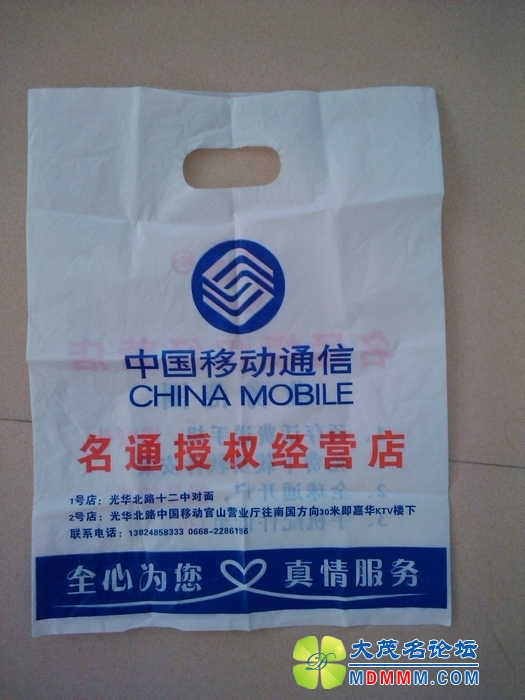 中国移动通信
CHINA MOBILE
名通授权经营店
1号店：光华北路十二中对面
2号店：光华北路中国移动官山营业厅往南国方向30米即嘉华KTV楼下
联系电话：13824858333 0668-2286186
全心为您 真情服务
大茂名论坛
MDMMM.COM